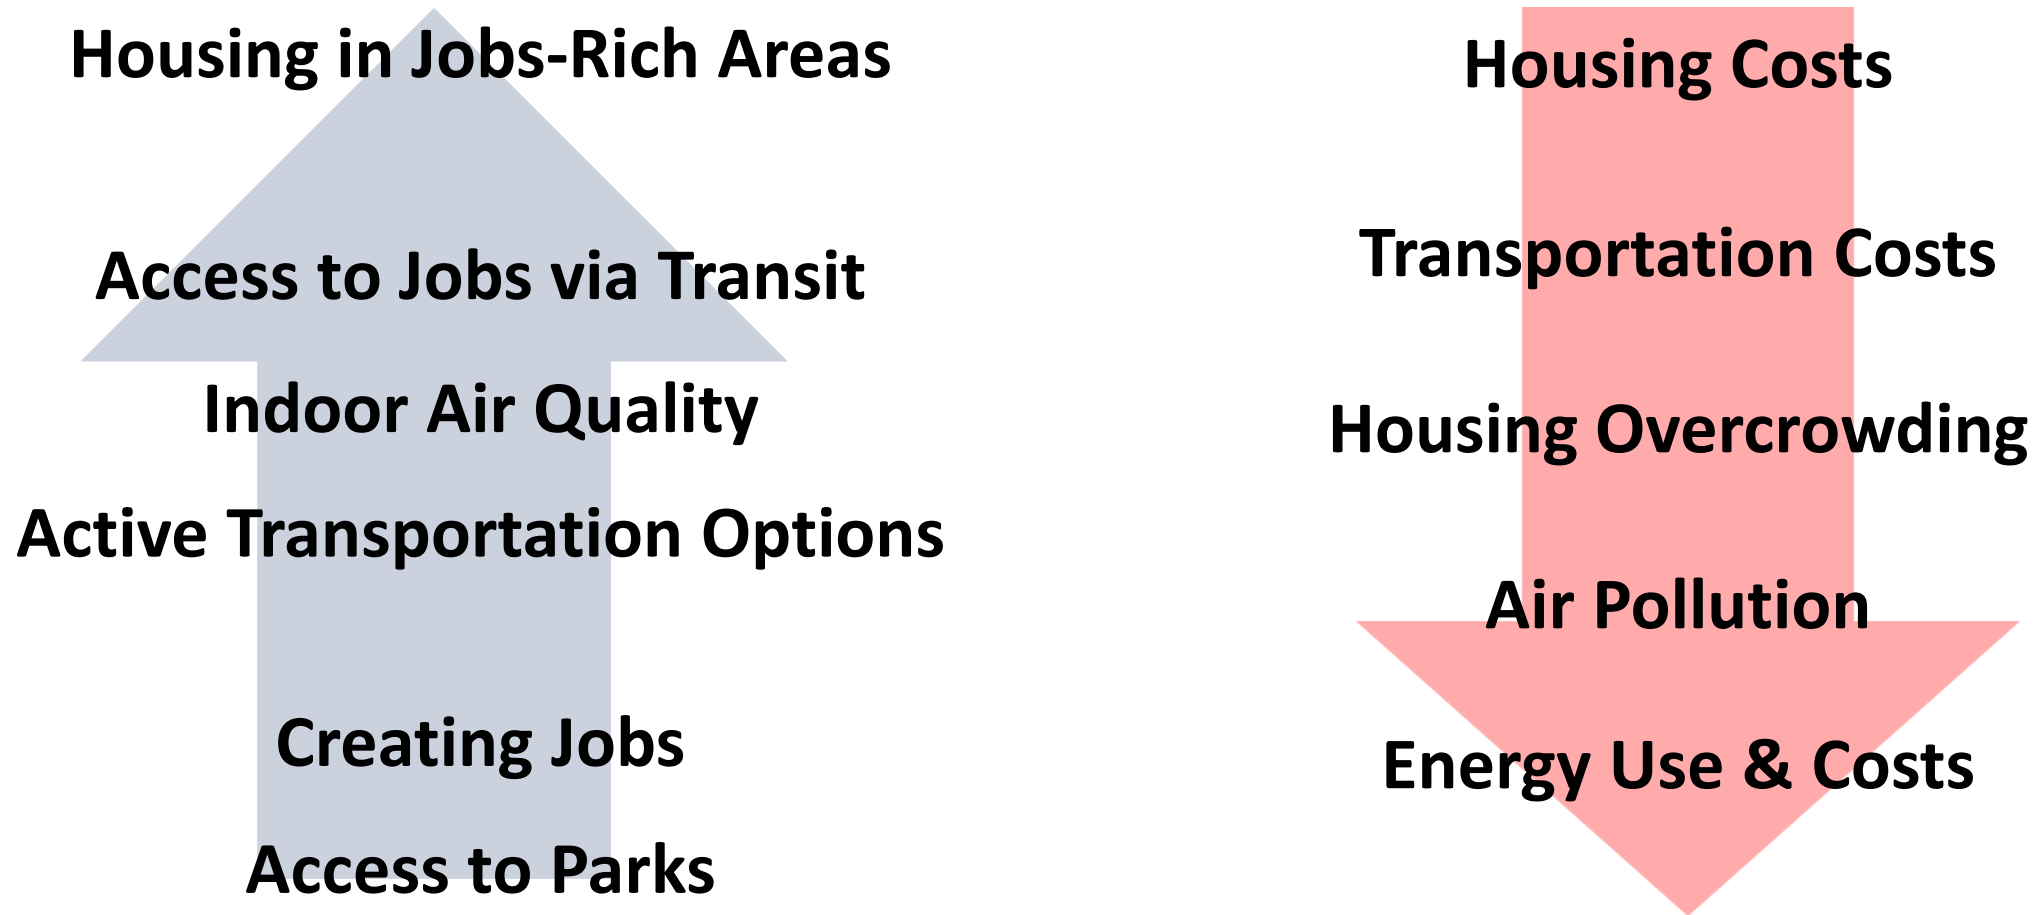 Housing in Jobs-Rich Areas
Access to Jobs via Transit
Indoor Air Quality
Active Transportation Options
Creating Jobs
Access to Parks
Housing Costs
Transportation Costs
Housing Overcrowding
Air Pollution
Energy Use & Costs